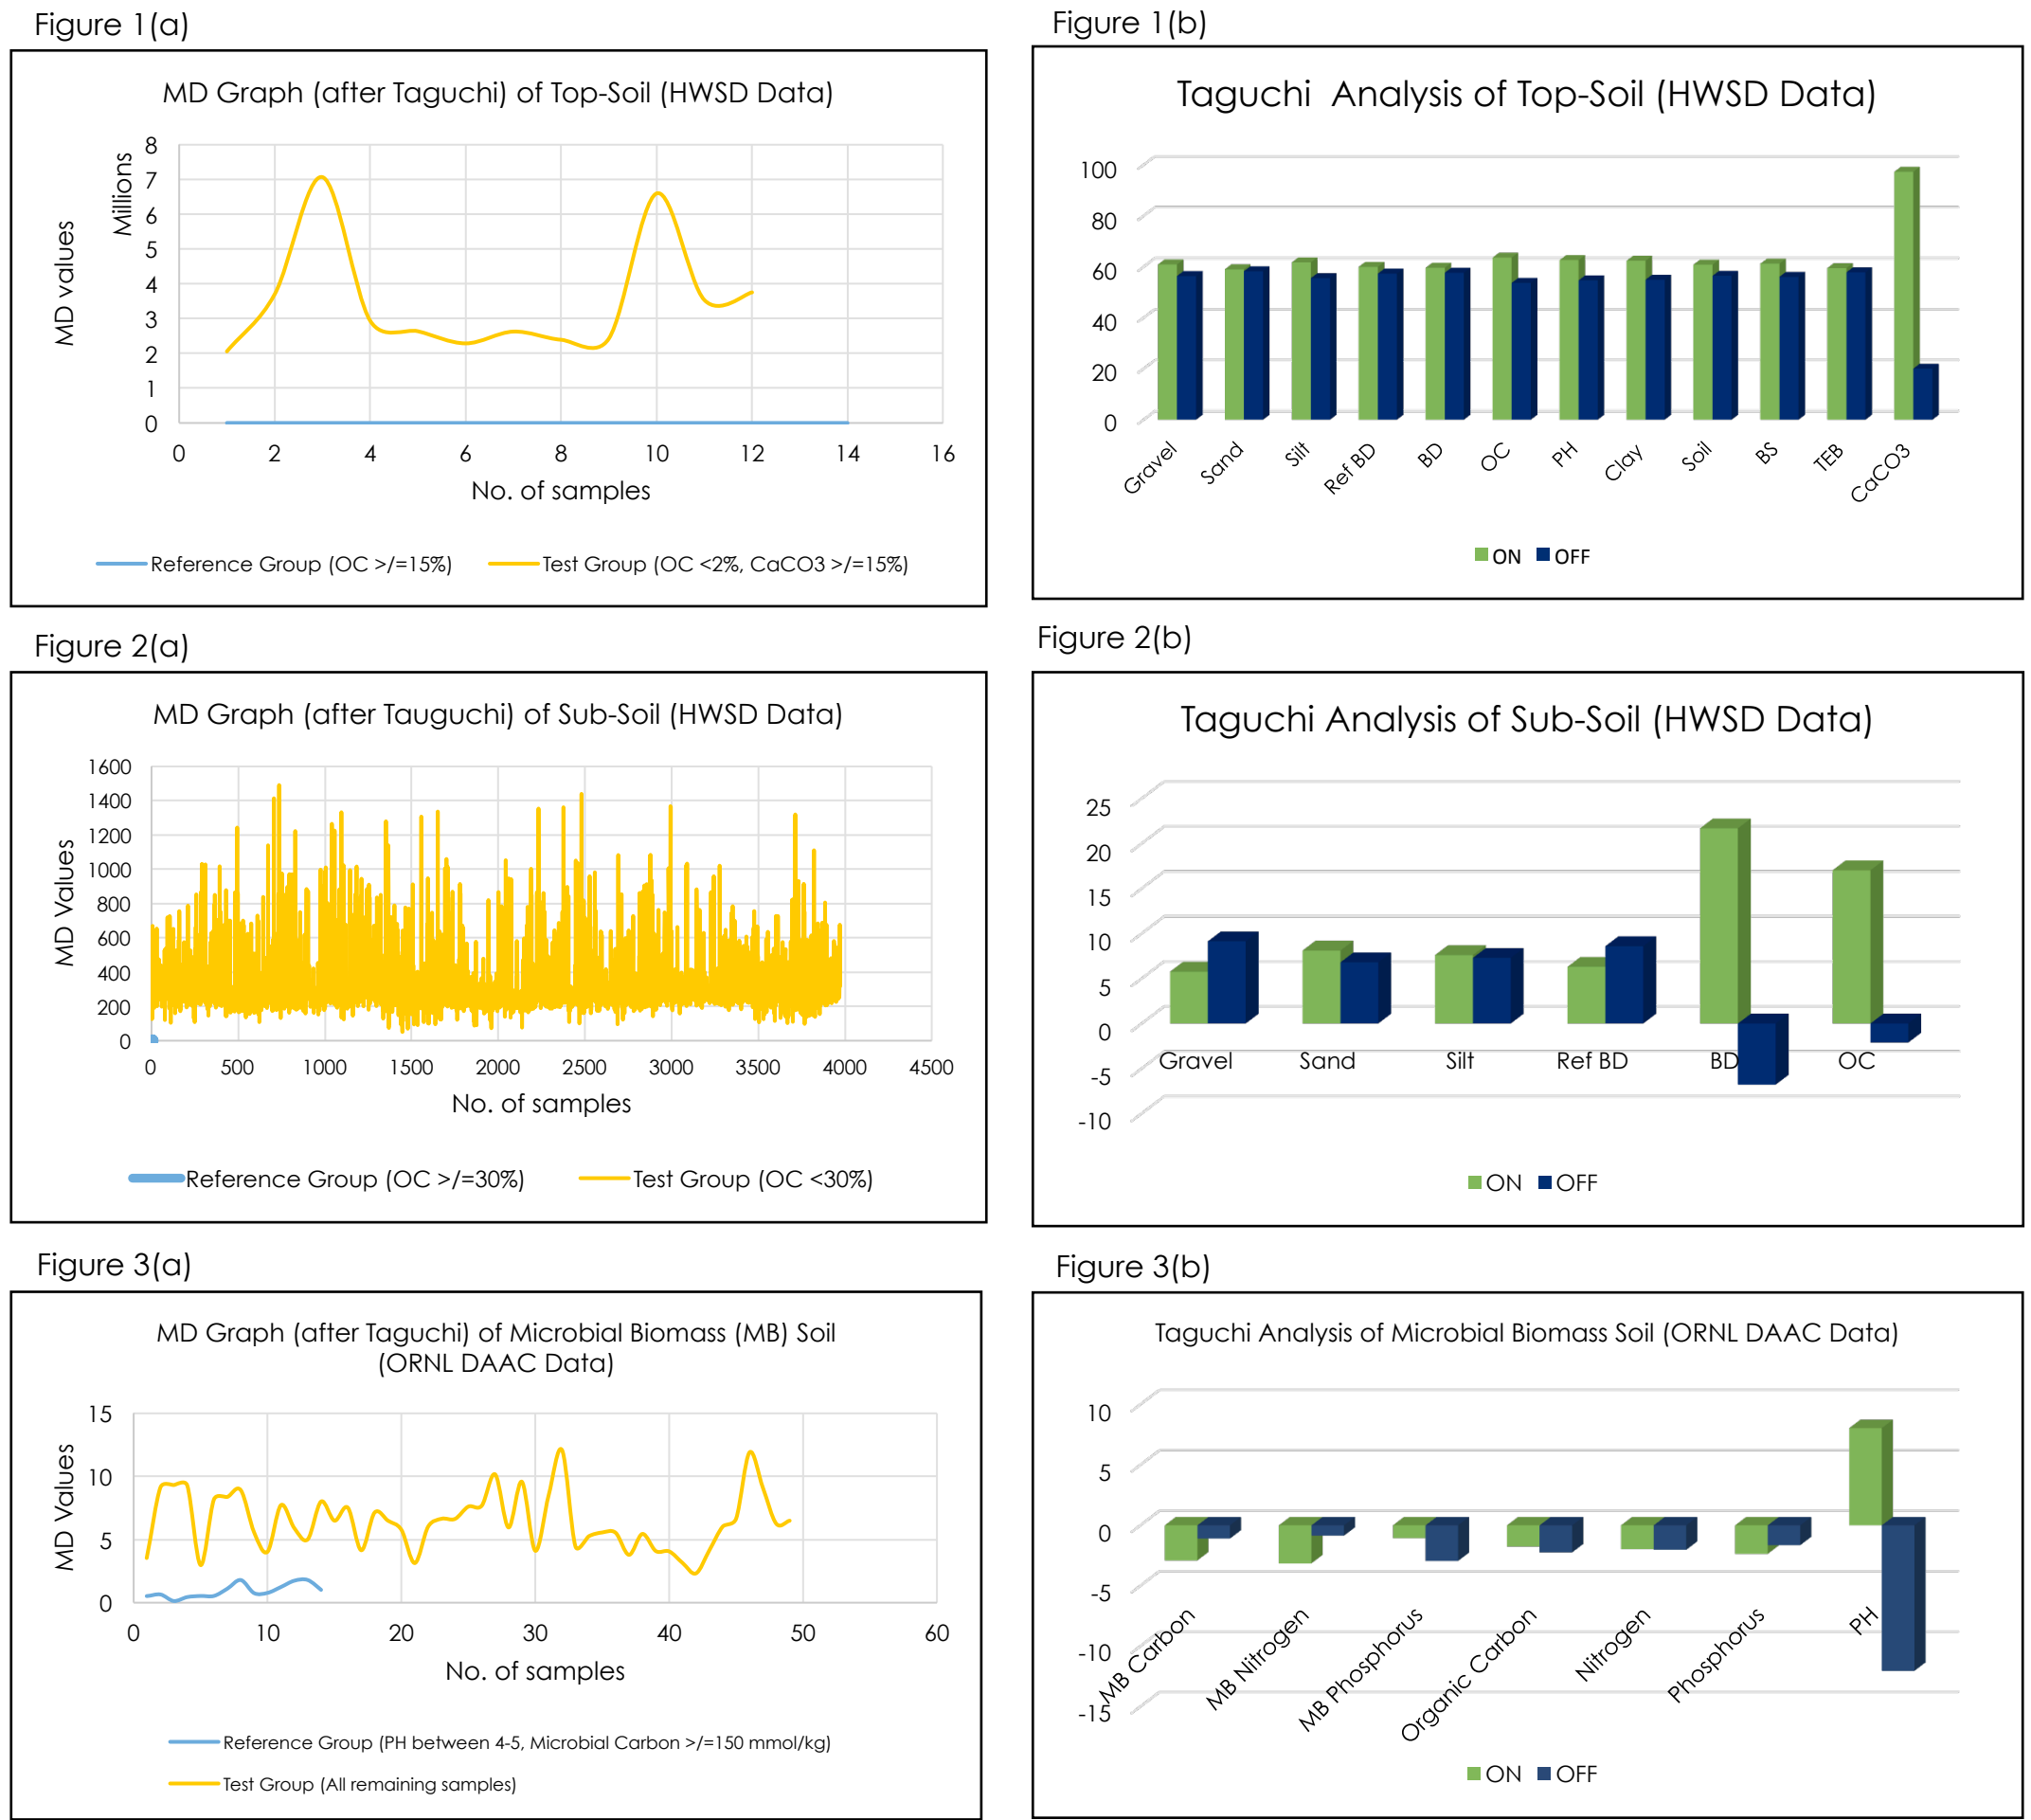 Figure 1(a)
MD Graph (after Taguchi) of Top-Soil (HWSD Data)
MD values
Millions
8
7
6
5
4
3
2
1
0
0 2 4 6 8 10 12 14 16
No. of samples
Reference Group (OC >/=15%) Test Group (OC <2%, CaCO3 >/=15%)
Figure 1(b)
Taguchi Analysis of Top-Soil (HWSD Data)
100
80
60
40
20
0
Gravel Sand Silt Ref BD BD OC PH Clay Soil BS TEB CaCO3
ON OFF
Figure 2(a)
MD Graph (after Tauguchi) of Sub-Soil (HWSD Data)
MD Values
1600
1400
1200
1000
800
600
400
200
0
0 500 1000 1500 2000 2500 3000 3500 4000 4500
No. of samples
Reference Group (OC >/=30%) Test Group (OC <30%)
Figure 2(b)
Taguchi Analysis of Sub-Soil (HWSD Data)
25
20
15
10
5
0
-5
-10
Gravel Sand Silt Ref BD BD OC
ON OFF
Figure 3(a)
MD Graph (after Taguchi) of Microbial Biomass (MB) Soil
(ORNL DAAC Data)
MD Values
15
10
5
0
0 10 20 30 40 50 60
No. of samples
Reference Group (PH between 4-5, Microbial Carbon >/=150 mmol/kg)
Test Group (All remaining samples)
Figure 3(b)
Taguchi Analysis of Microbial Biomass Soil (ORNL DAAC Data)
10
5
0
-5
-10
-15
MB Carbon MB Nitrogen MB Phosphorus Organic Carbon Nitrogen Phosphorus PH
ON OFF